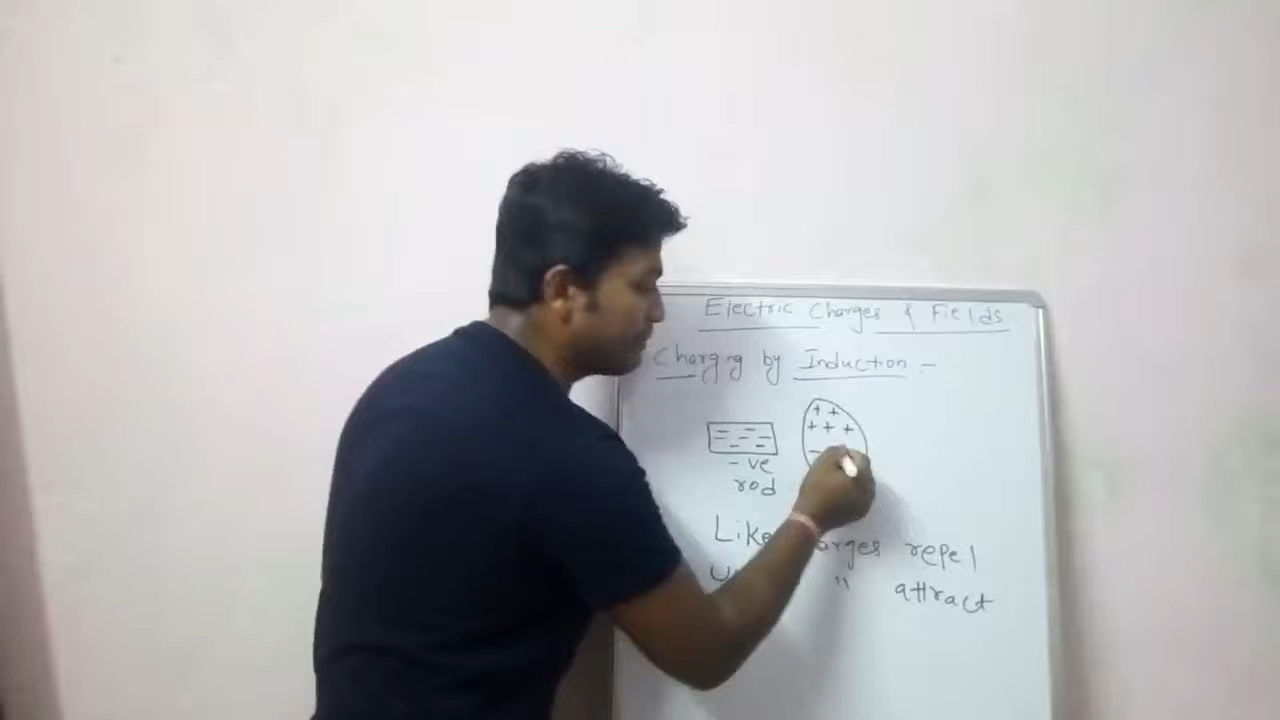 Electric Charges & Fields
Charging by Induction -
+ +
+ + +
- ve
rod
Like repel
" attract